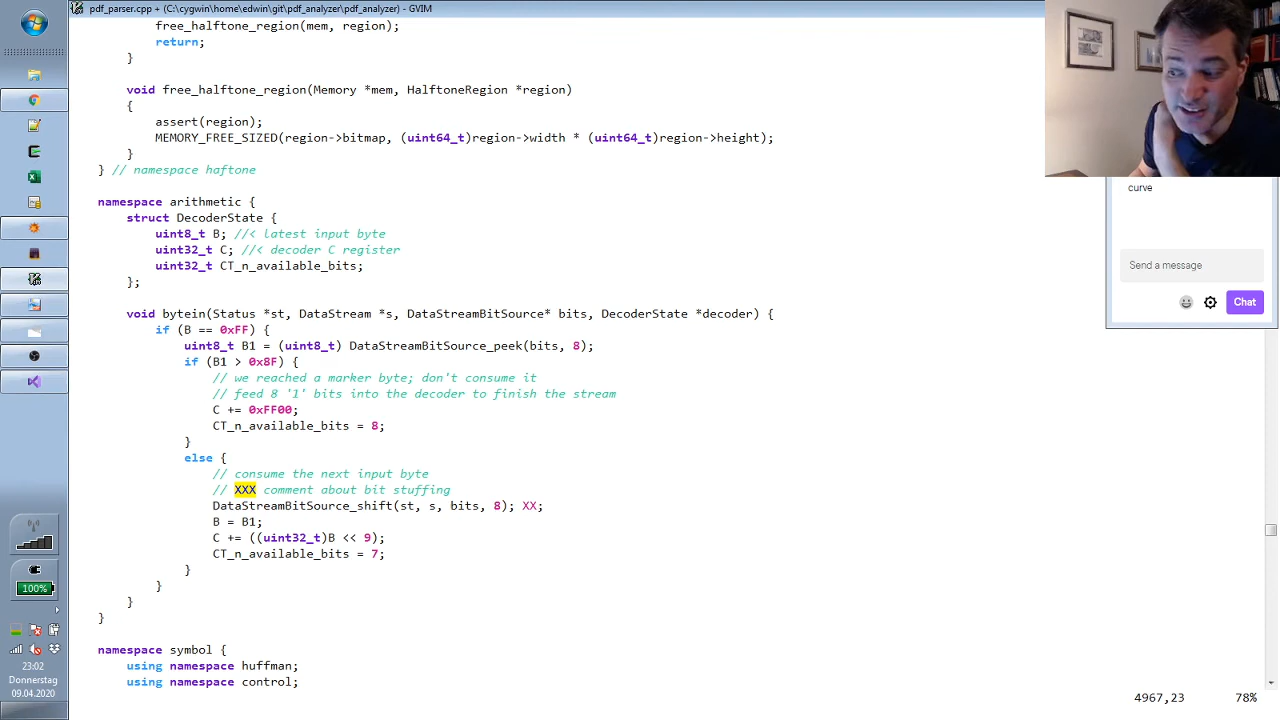 pdf_parser.cpp + (C:\cygwin\home\edwin\git\pdf_analyzer\pdf_analyzer) - GVIM
free_halftone_region(mem, region);
return;
}
void free_halftone_region(Memory *mem, HalftoneRegion *region)
{
assert(region);
MEMORY_FREE_SIZED(region->bitmap, (uint64_t)region->width * (uint64_t)region->height);
}
} // namespace haftone
namespace arithmetic {
struct DecoderState {
uint8_t B; //< latest input byte
uint32_t C; //< decoder C register
uint32_t CT_n_available_bits;
};
void bytein(Status *st, DataStream *s, DataStreamBitSource* bits, DecoderState *decoder) {
if (B == 0xFF) {
uint8_t B1 = (uint8_t) DataStreamBitSource_peek(bits, 8);
if (B1 > 0x8F) {
// we reached a marker byte; don't consume it
// feed 8 '1' bits into the decoder to finish the stream
C += 0xFF00;
CT_n_available_bits = 8;
}
else {
// consume the next input byte
// XXX comment about bit stuffing
DataStreamBitSource_shift(st, s, bits, 8); XX;
B = B1;
C += ((uint32_t)B << 9);
CT_n_available_bits = 7;
}
}
}
}
namespace symbol {
using namespace huffman;
using namespace control;
4967,23 78%
curve
Send a message
Chat
100%
23:02
Donnerstag
09.04.2020